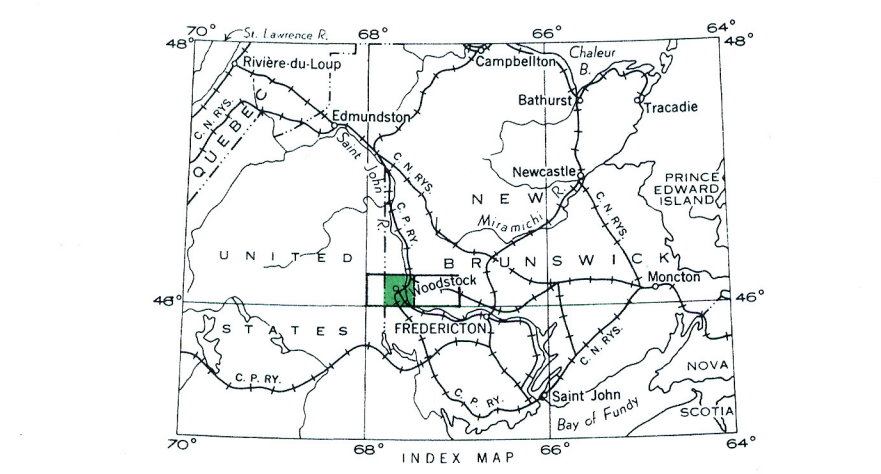 70° 68° 66 64°
St. Lawrence R.
48° 48°
Chaleur
B.
Rivière-du-Loup
Campbellton
C. N. RYS.
QUEBEC
Bathurst
Tracadie
Edmundston
Saint John R.
C. N. RYS.
Newcastle
PRINCE
EDWARD
ISLAND
NEW
Miramichi R.
C. N. RYS.
C. P. RY.
UNITED
BRUNSWICK
Woodstock
Moncton
46° 46°
STATES
FREDERICTON
C. N. RYS.
NOVA
C. P. RY.
C. P. RY.
Saint John
Bay of Fundy
SCOTIA
70° 68° 66° 64°
INDEX MAP